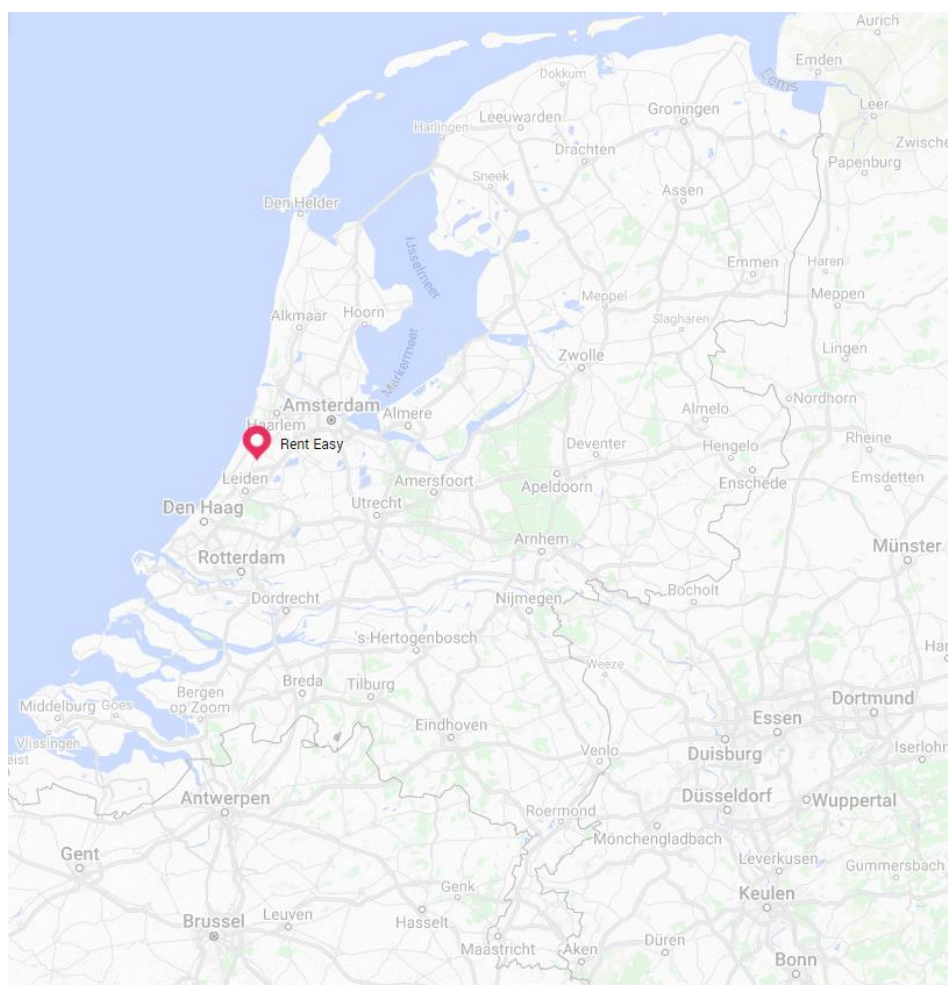 Aurich
Emden
Eems
Dokkum
Leer
Groningen
Leeuwarden
Harlingen
Zwische
Drachten
Papenburg
Sneek
Assen
Den Helder
IJsselmeer
Emmen
Haren
Meppel
Meppen
Hoorn
Alkmaar
Slagharen
Lingen
Markermeer
Zwolle
Nordhorn
Amsterdam
Almere
Almelo
Haarlem
Rheine
Rent Easy
Deventer
Hengelo
Leiden
Amersfoort
Apeldoorn
Enschede
Emsdetten
Den Haag
Utrecht
Arnhem
Münster
Rotterdam
Bocholt
Dordrecht
Nijmegen
's-Hertogenbosch
Hai
Weeze
Breda
Tilburg
Bergen
op Zoom
Middelburg
Goes
Dortmund
Essen
Eindhoven
Vlissingen
Venlo
Duisburg
Iserlohn
eist
Antwerpen
Düsseldorf
Wuppertal
Roermond
Mönchengladbach
Gent
Leverkusen
Gummersbach
Genk
Keulen
Brussel
Leuven
Hasselt
Maastricht
Aken
Düren
Bonn